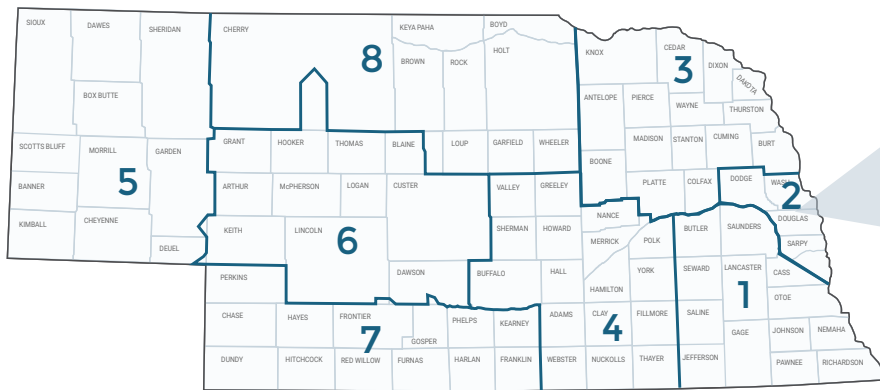 SIOUX
DAWES
SHERIDAN
CHERRY
KEYA PAHA
BOYD
8
BROWN
ROCK
HOLT
KNOX
CEDAR
3
DIXON
DAKOTA
BOX BUTTE
ANTELOPE
PIERCE
WAYNE
THURSTON
SCOTTS BLUFF
MORRILL
GARDEN
GRANT
HOOKER
THOMAS
BLAINE
LOUP
GARFIELD
WHEELER
BOONE
MADISON
STANTON
CUMING
BURT
BANNER
5
ARTHUR
McPHERSON
LOGAN
CUSTER
VALLEY
GREELEY
PLATTE
COLFAX
DODGE
WASH
2
KIMBALL
CHEYENNE
DEUEL
KEITH
LINCOLN
6
SHERMAN
HOWARD
NANCE
MERRICK
POLK
BUTLER
SAUNDERS
DOUGLAS
SARPY
PERKINS
DAWSON
BUFFALO
HALL
HAMILTON
YORK
SEWARD
LANCASTER
1
CASS
OTOE
CHASE
HAYES
FRONTIER
7
GOSPER
PHELPS
KEARNEY
ADAMS
CLAY
4
FILLMORE
SALINE
GAGE
JOHNSON
NEMAHA
DUNDY
HITCHCOCK
RED WILLOW
FURNAS
HARLAN
FRANKLIN
WEBSTER
NUCKOLLS
THAYER
JEFFERSON
PAWNEE
RICHARDSON